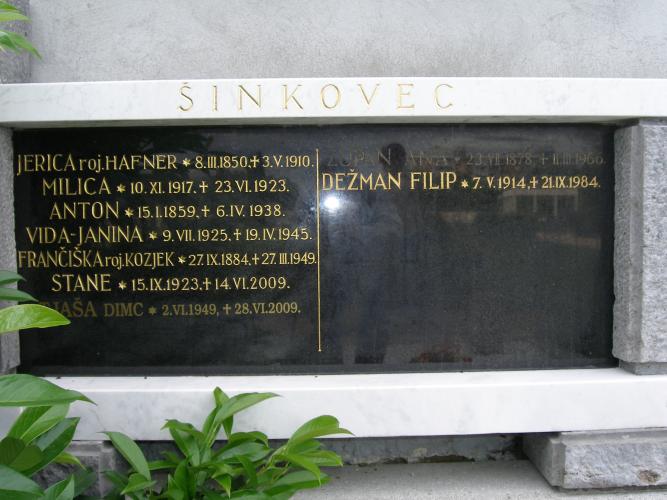 ŠINKOVEC
JERICA roj. HAFNER * 8.III.1850, + 3.V.1910.
MILICA * 10.XI.1917, + 23.VI.1923.
ANTON * 15.I.1859, + 6.IV.1938.
VIDA-JANINA * 9.VII.1925, + 19.IV.1945.
FRANČIŠKA roj. KOZJEK * 27.IX.1884, + 27.III.1949.
STANE * 15.IX.1923, + 14.VI.2009.
DIMC * 2.VI.1949, + 28.VI.2009.
ŽUPAN ANA * 23.VII.1878, + 11.III.1966.
DEŽMAN FILIP * 7.V.1914, + 21.IX.1984.